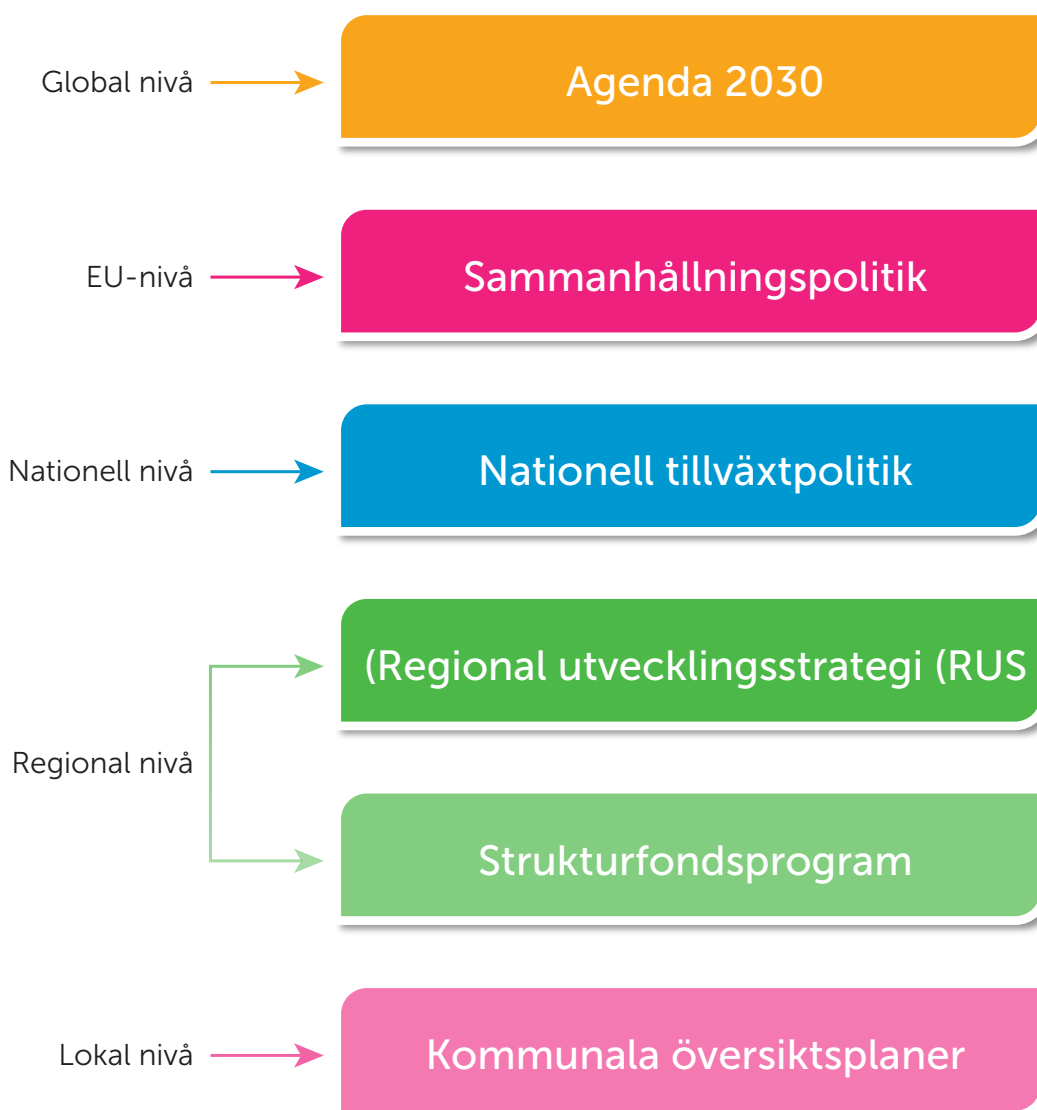 Global nivå
Agenda 2030
EU-nivå
Sammanhållningspolitik
Nationell nivå
Nationell tillväxtpolitik
(Regional utvecklingsstrategi (RUS
Regional nivå
Strukturfondsprogram
Lokal nivå
Kommunala översiktsplaner